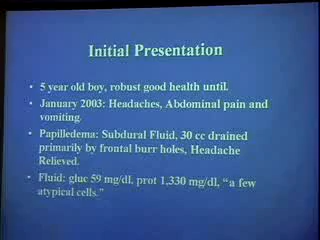 Initial Presentation
• 5 year old boy, robust good health until.
• January 2003: Headaches, Abdominal pain and
vomiting.
• Papilledema: Subdural Fluid, 30 cc drained
primarily by frontal burr holes, Headache
Relieved.
• Fluid: gluc 59 mg/dl, prot 1,330 mg/dl, “a few
atypical cells.”